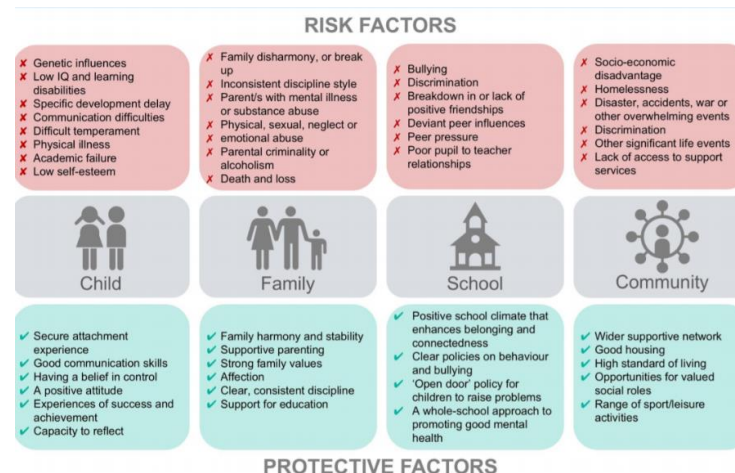 RISK FACTORS
✗ Genetic influences
✗ Low IQ and learning
disabilities
✗ Specific development delay
✗ Communication difficulties
✗ Difficult temperament
✗ Physical illness
✗ Academic failure
✗ Low self-esteem
✗ Family disharmony, or break
up
✗ Inconsistent discipline style
✗ Parent/s with mental illness
or substance abuse
✗ Physical, sexual, neglect or
✗ emotional abuse
✗ Parental criminality or
alcoholism
✗ Death and loss
✗ Bullying
✗ Discrimination
✗ Breakdown in or lack of
positive friendships
✗ Deviant peer influences
✗ Peer pressure
✗ Poor pupil to teacher
relationships
✗ Socio-economic
disadvantage
✗ Homelessness
✗ Disaster, accidents, war or
other overwhelming events
✗ Discrimination
✗ Other significant life events
✗ Lack of access to support
services
Child
Family
School
Community
✔ Secure attachment
experience
✔ Good communication skills
✔ Having a belief in control
✔ A positive attitude
✔ Experiences of success and
achievement
✔ Capacity to reflect
✔ Family harmony and stability
✔ Supportive parenting
✔ Strong family values
✔ Affection
✔ Clear, consistent discipline
✔ Support for education
✔ Positive school climate that
enhances belonging and
connectedness
✔ Clear policies on behaviour
and bullying
✔ ‘Open door’ policy for
children to raise problems
✔ A whole-school approach to
promoting good mental
health
✔ Wider supportive network
✔ Good housing
✔ High standard of living
✔ Opportunities for valued
social roles
✔ Range of sport/leisure
activities
PROTECTIVE FACTORS